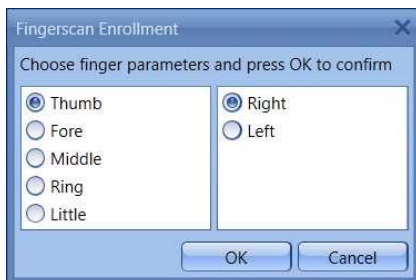 Fingerscan Enrollment
Choose finger parameters and press OK to confirm
Thumb
Fore
Middle
Ring
Little
Right
Left
OK
Cancel